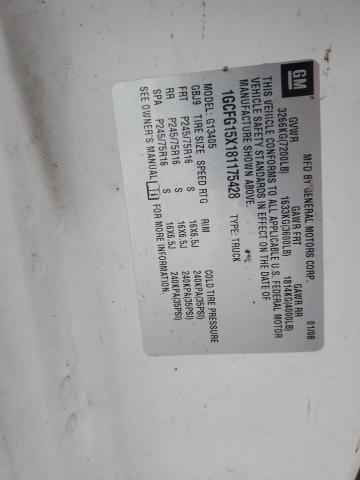 GM
MFD BY GENERAL MOTORS CORP. 01/08
GVWR GAWR FRT GAWR RR
3266KG(7200LB) 1633KG(3600LB) 1814KG(4000LB)
THIS VEHICLE CONFORMS TO ALL APPLICABLE U.S. FEDERAL MOTOR
VEHICLE SAFETY STANDARDS IN EFFECT ON THE DATE OF
MANUFACTURE SHOWN ABOVE.
1GCFG15X181175428 TYPE: TRUCK
MODEL: G13405
GBJ9 TIRE SIZE SPEED RTG RIM COLD TIRE PRESSURE
FRT P245/75R16 S 16X6.5J 240KPA(35PSI)
RR P245/75R16 S 16X6.5J 240KPA(35PSI)
SPA P245/75R16 S 16X6.5J 240KPA(35PSI)
SEE OWNER'S MANUAL FOR MORE INFORMATION.